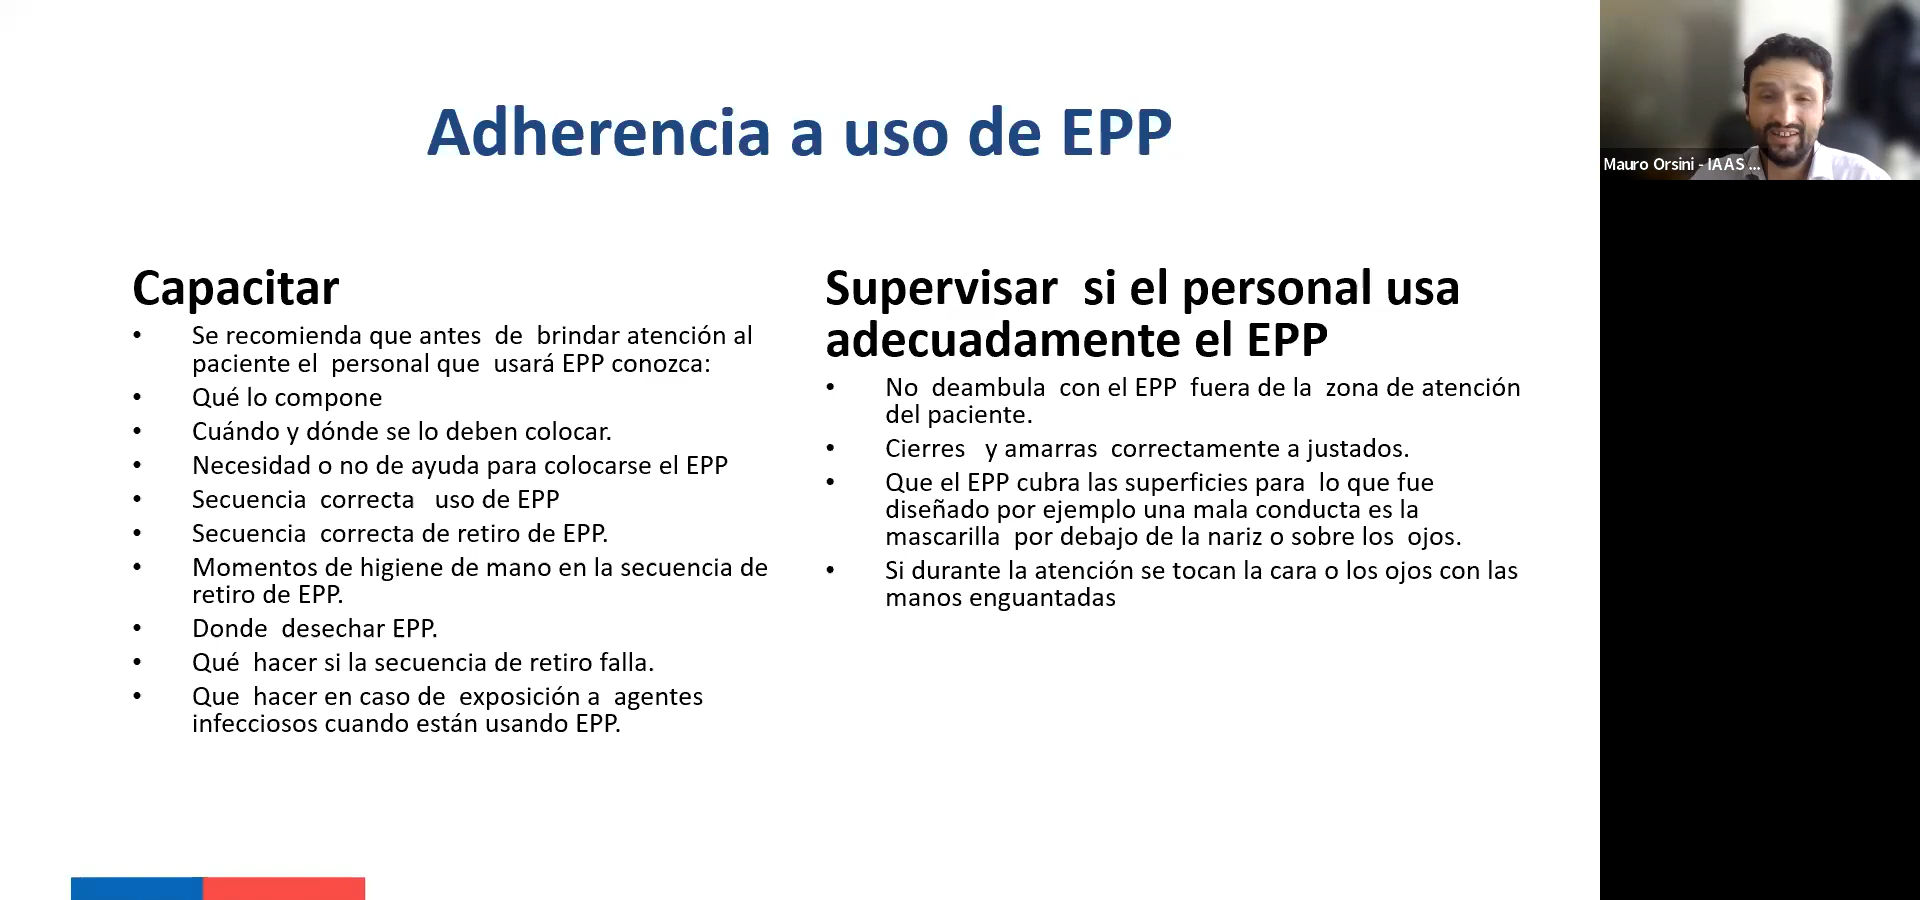 Adherencia a uso de EPP
Capacitar
• Se recomienda que antes de brindar atención al
paciente el personal que usará EPP conozca:
• Qué lo compone
• Cuándo y dónde se lo deben colocar.
• Necesidad o no de ayuda para colocarse el EPP
• Secuencia correcta uso de EPP
• Secuencia correcta de retiro de EPP.
• Momentos de higiene de mano en la secuencia de
retiro de EPP.
• Donde desechar EPP.
• Qué hacer si la secuencia de retiro falla.
• Que hacer en caso de exposición a agentes
infecciosos cuando están usando EPP.
Supervisar si el personal usa
adecuadamente el EPP
• No deambula con el EPP fuera de la zona de atención
del paciente.
• Cierres y amarras correctamente a justados.
• Que el EPP cubra las superficies para lo que fue
diseñado por ejemplo una mala conducta es la
mascarilla por debajo de la nariz o sobre los ojos.
• Si durante la atención se tocan la cara o los ojos con las
manos enguantadas
Mauro Orsini - IAAS ...